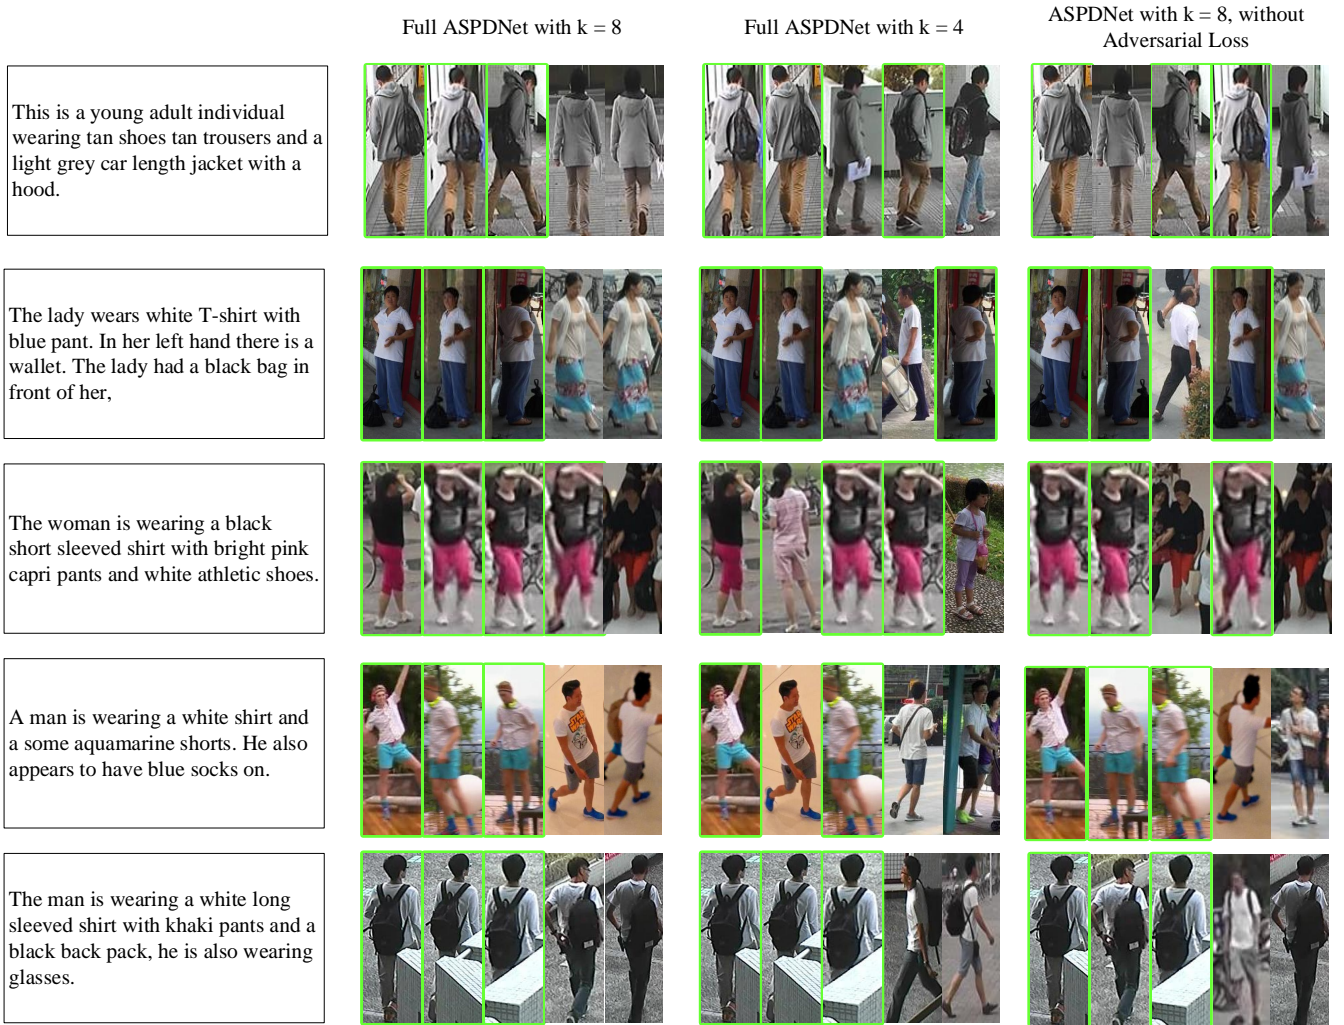 Full ASPDNet with k = 8
Full ASPDNet with k = 4
ASPDNet with k = 8, without
Adversarial Loss
This is a young adult individual
wearing tan shoes tan trousers and a
light grey car length jacket with a
hood.
The lady wears white T-shirt with
blue pant. In her left hand there is a
wallet. The lady had a black bag in
front of her,
The woman is wearing a black
short sleeved shirt with bright pink
capri pants and white athletic shoes.
A man is wearing a white shirt and
a some aquamarine shorts. He also
appears to have blue socks on.
The man is wearing a white long
sleeved shirt with khaki pants and a
black back pack, he is also wearing
glasses.